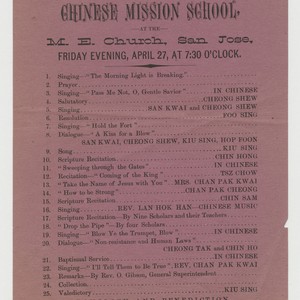 CHINESE MISSION SCHOOL,
AT THE
M. E. Church, San Jose,
FRIDAY EVENING, APRIL 27, AT 7:30 O'CLOCK.
1. Singing—"The Morning Light is Breaking."
2. Prayer
3. Singing—"Pass Me Not, O, Gentle Savior" IN CHINESE
4. Salutatory CHEONG SHEW
5. Singing SAN KWAI and CHEONG SHEW
6. Recitation FOO SING
7. Singing—"Hold the Fort"
8. Dialogue—"A Kiss for a Blow"
SAN KWAI, CHEONG SHEW, KIU SING, HOP FOON
9. Song KIU SING
10. Scripture Recitation CHIN HONG
11. "Sweeping through the Gates" IN CHINESE
12. Recitation—"Coming of the King" TSZ CHOW
13. "Take the Name of Jesus with You" MRS. CHAN PAK KWAI
14. "How to be Strong" CHAN PAK CHEONG
15. Scripture Recitation CHIN SAM
16. Singing REV. LAN HOK HAN—CHINESE MUSIC
17. Scripture Recitation—By Nine Scholars and their Teachers
18. "Drop the Pipe"—By four Scholars
19. Singing—"Blow Ye the Trumpet, Blow" IN CHINESE
20. Dialogue—"Non-resistance and Human Laws"
CHEONG TAK and CHIN HO
21. Baptismal Service IN CHINESE
22. Singing—"I'll Tell Them to Be True" REV. CHAN PAK KWAI
23. Remarks—By Rev. O. Gibson, General Superintendent
24. Collection
25. Valedictory KIU SING
BENEDICTION